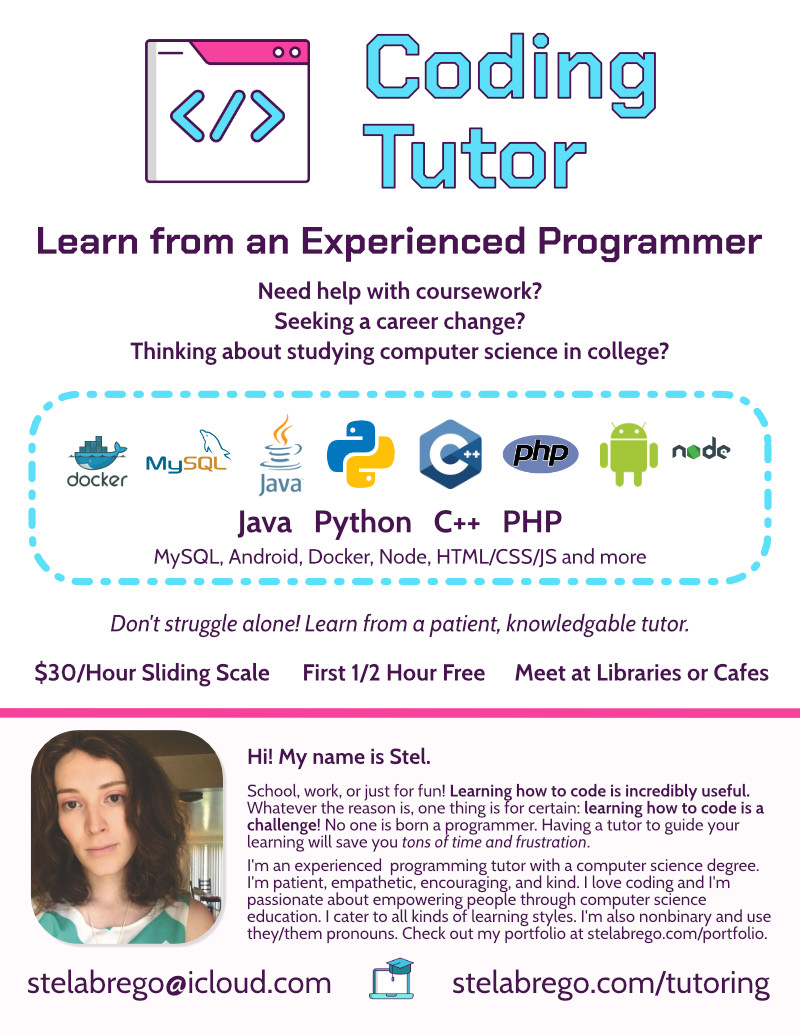 </>
Coding
Tutor
Learn from an Experienced Programmer
Need help with coursework?
Seeking a career change?
Thinking about studying computer science in college?
docker MySQL Java C++ php node
Java Python C++ PHP
MySQL, Android, Docker, Node, HTML/CSS/JS and more
Don't struggle alone! Learn from a patient, knowledgable tutor.
$30/Hour Sliding Scale First 1/2 Hour Free Meet at Libraries or Cafes
Hi! My name is Stel.
School, work, or just for fun! Learning how to code is incredibly useful.
Whatever the reason is, one thing is for certain: learning how to code is a
challenge! No one is born a programmer. Having a tutor to guide your
learning will save you tons of time and frustration.
I'm an experienced programming tutor with a computer science degree.
I'm patient, empathetic, encouraging, and kind. I love coding and I'm
passionate about empowering people through computer science
education. I cater to all kinds of learning styles. I'm also nonbinary and use
they/them pronouns. Check out my portfolio at stelabrego.com/portfolio.
stelabrego@icloud.com stelabrego.com/tutoring